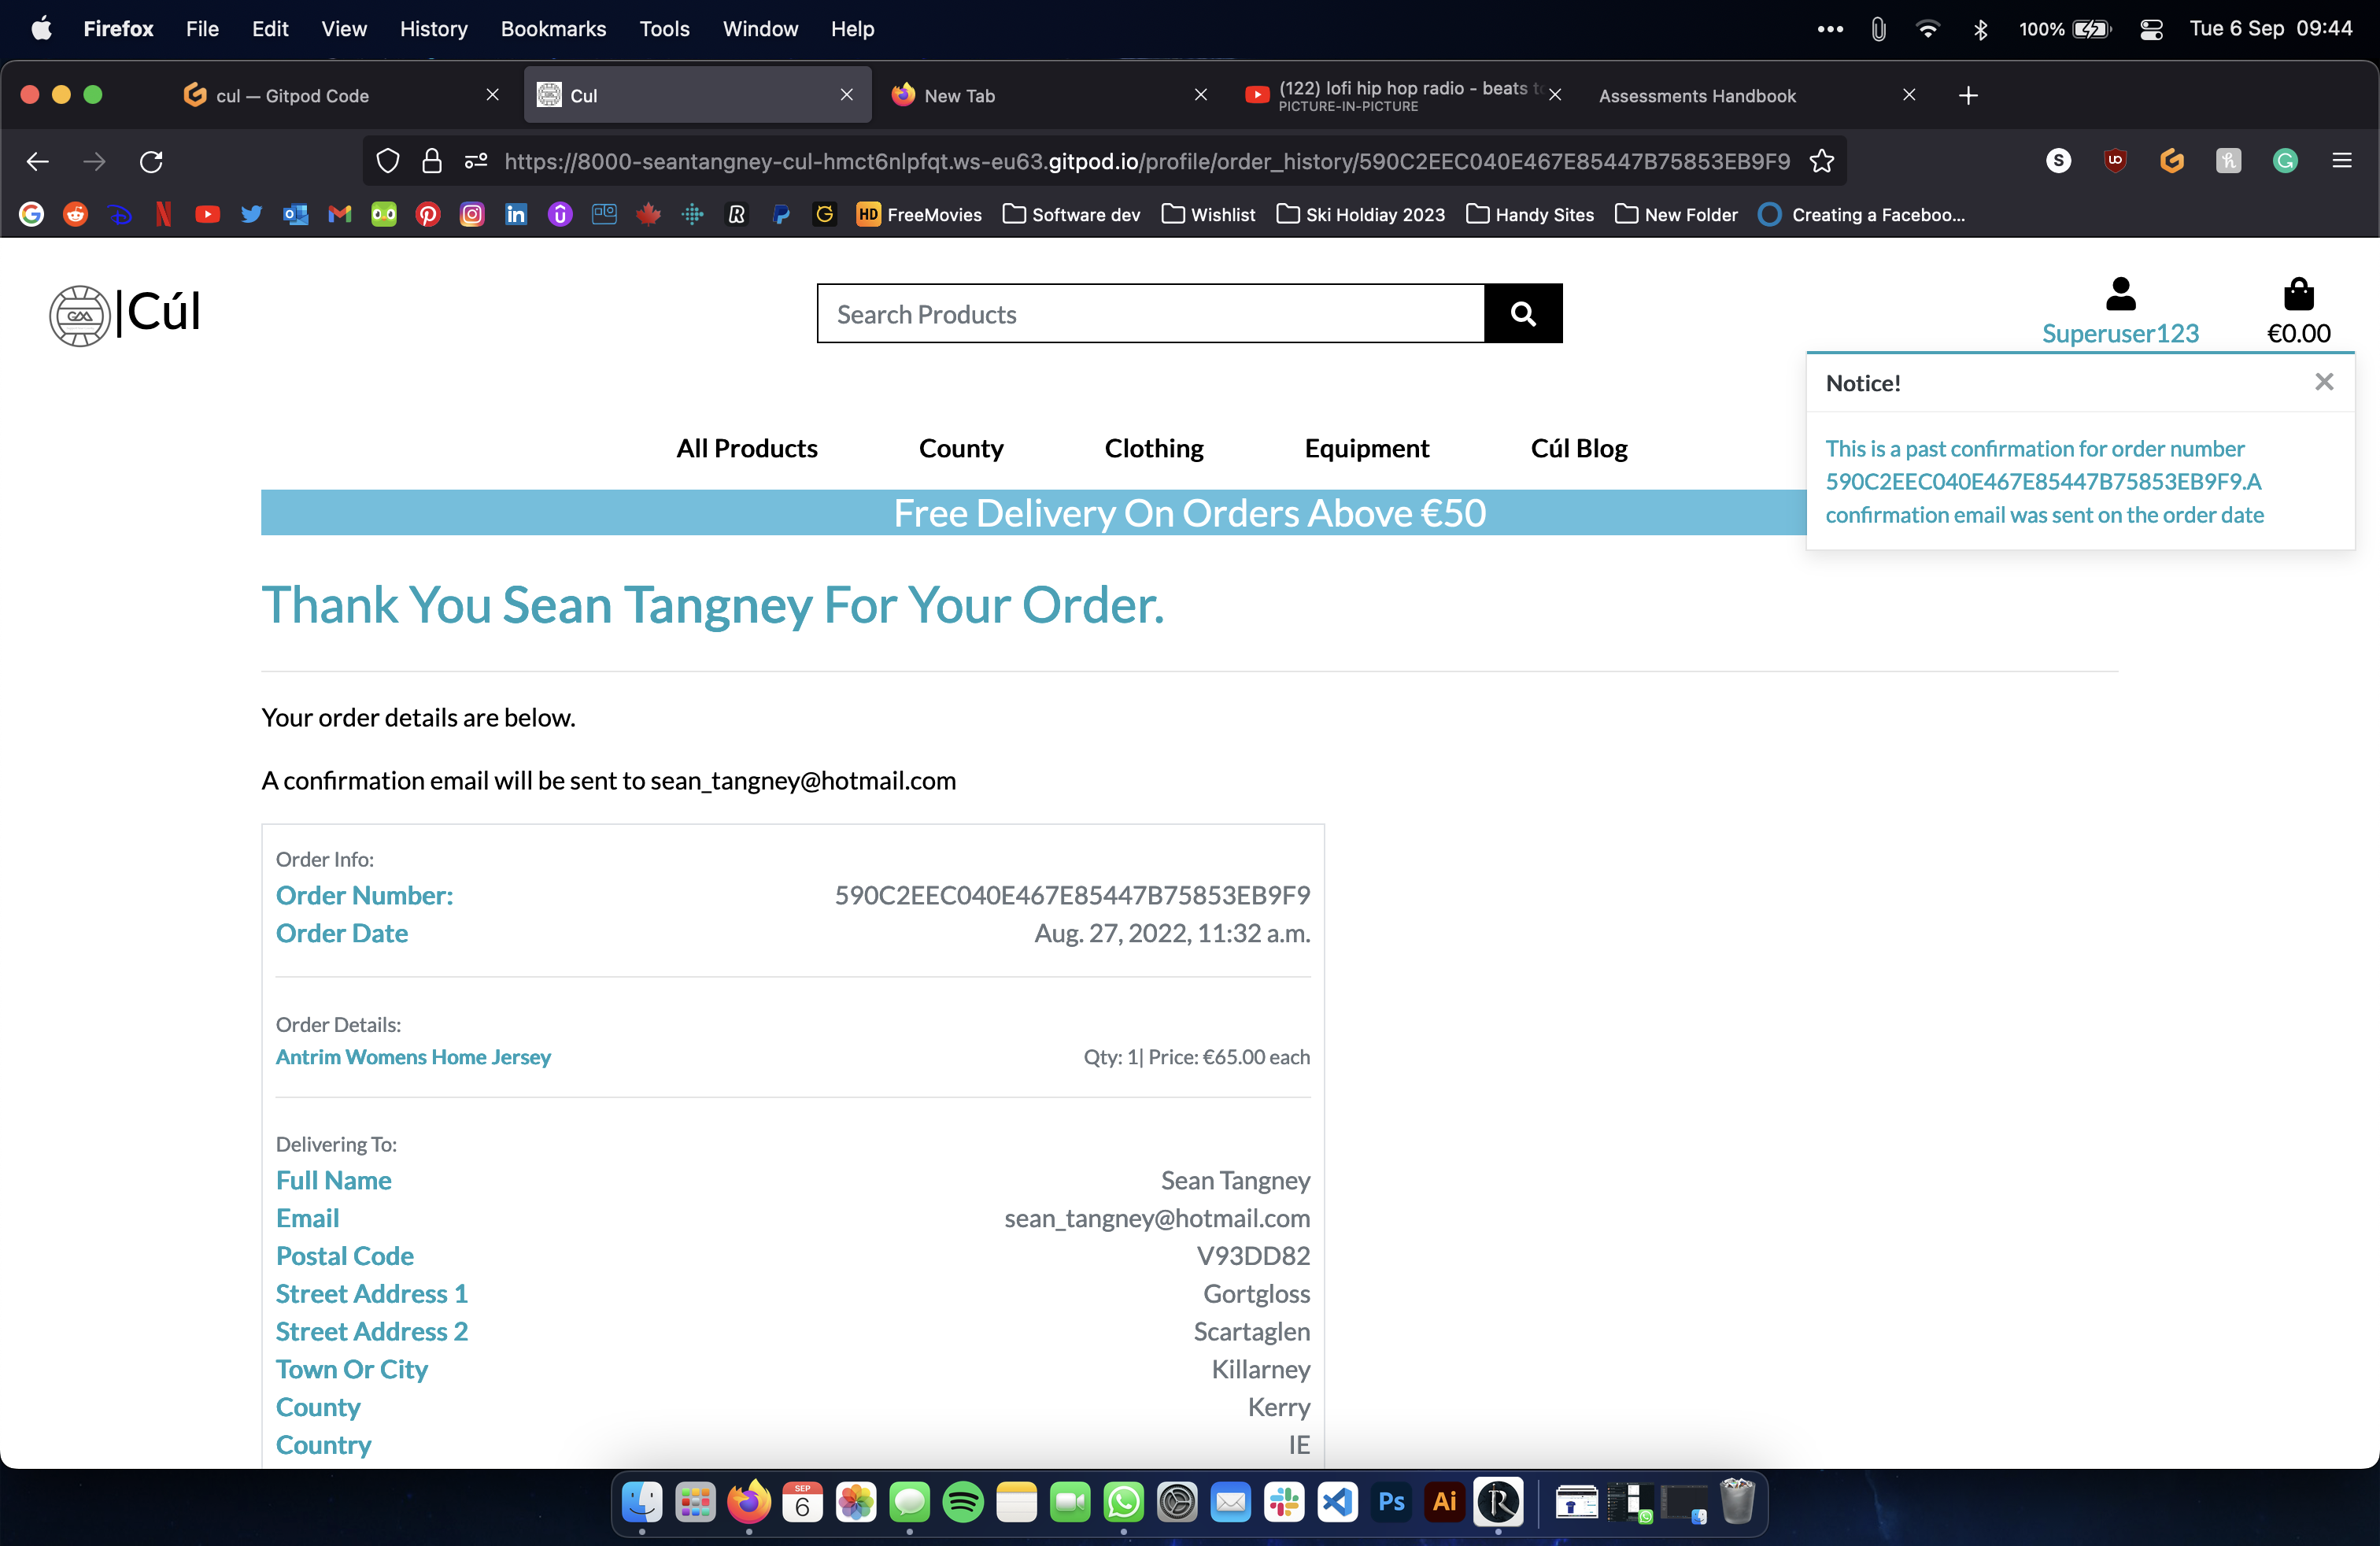 Firefox File Edit View History Bookmarks Tools Window Help 100% Tue 6 Sep 09:44
cul — Gitpod Code
Cul
New Tab
(122) lofi hip hop radio - beats to
PICTURE-IN-PICTURE
Assessments Handbook
https://8000-seantangney-cul-hmct6nlpfqt.ws-eu63.gitpod.io/profile/order_history/590C2EEC040E467E85447B75853EB9F9
FreeMovies Software dev Wishlist Ski Holdiay 2023 Handy Sites New Folder Creating a Faceboo...
GAA |Cúl
Search Products
Superuser123
€0.00
Notice!
This is a past confirmation for order number
590C2EEC040E467E85447B75853EB9F9.A
confirmation email was sent on the order date
All Products County Clothing Equipment Cúl Blog
Free Delivery On Orders Above €50
Thank You Sean Tangney For Your Order.
Your order details are below.
A confirmation email will be sent to sean_tangney@hotmail.com
Order Info:
Order Number: 590C2EEC040E467E85447B75853EB9F9
Order Date Aug. 27, 2022, 11:32 a.m.
Order Details:
Antrim Womens Home Jersey Qty: 1| Price: €65.00 each
Delivering To:
Full Name Sean Tangney
Email sean_tangney@hotmail.com
Postal Code V93DD82
Street Address 1 Gortgloss
Street Address 2 Scartaglen
Town Or City Killarney
County Kerry
Country IE
SEP
6
Ps
Ai